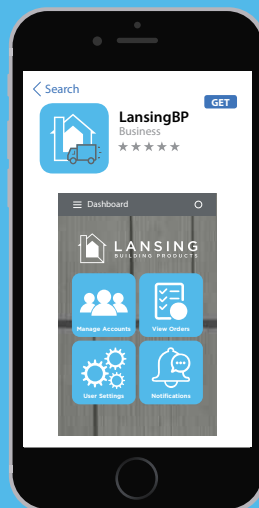 Search
GET
LansingBP
Business
Dashboard
LANSING
BUILDING PRODUCTS
Manage Accounts
View Orders
User Settings
Notifications